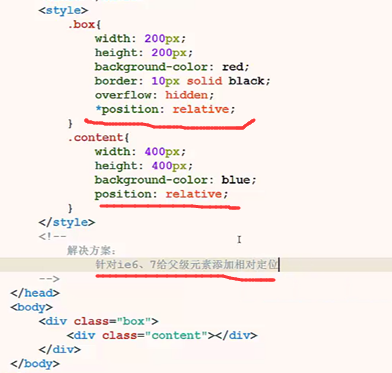 <style>
.box{
width: 200px;
height: 200px;
background-color: red;
border: 10px solid black;
overflow: hidden;
*position: relative;
}
.content{
width: 400px;
height: 400px;
background-color: blue;
position: relative;
}
</style>
<!--
解决方案:
针对ie6、7给父级元素添加相对定位
-->
</head>
<body>
<div class="box">
<div class="content"></div>
</div>
</body>